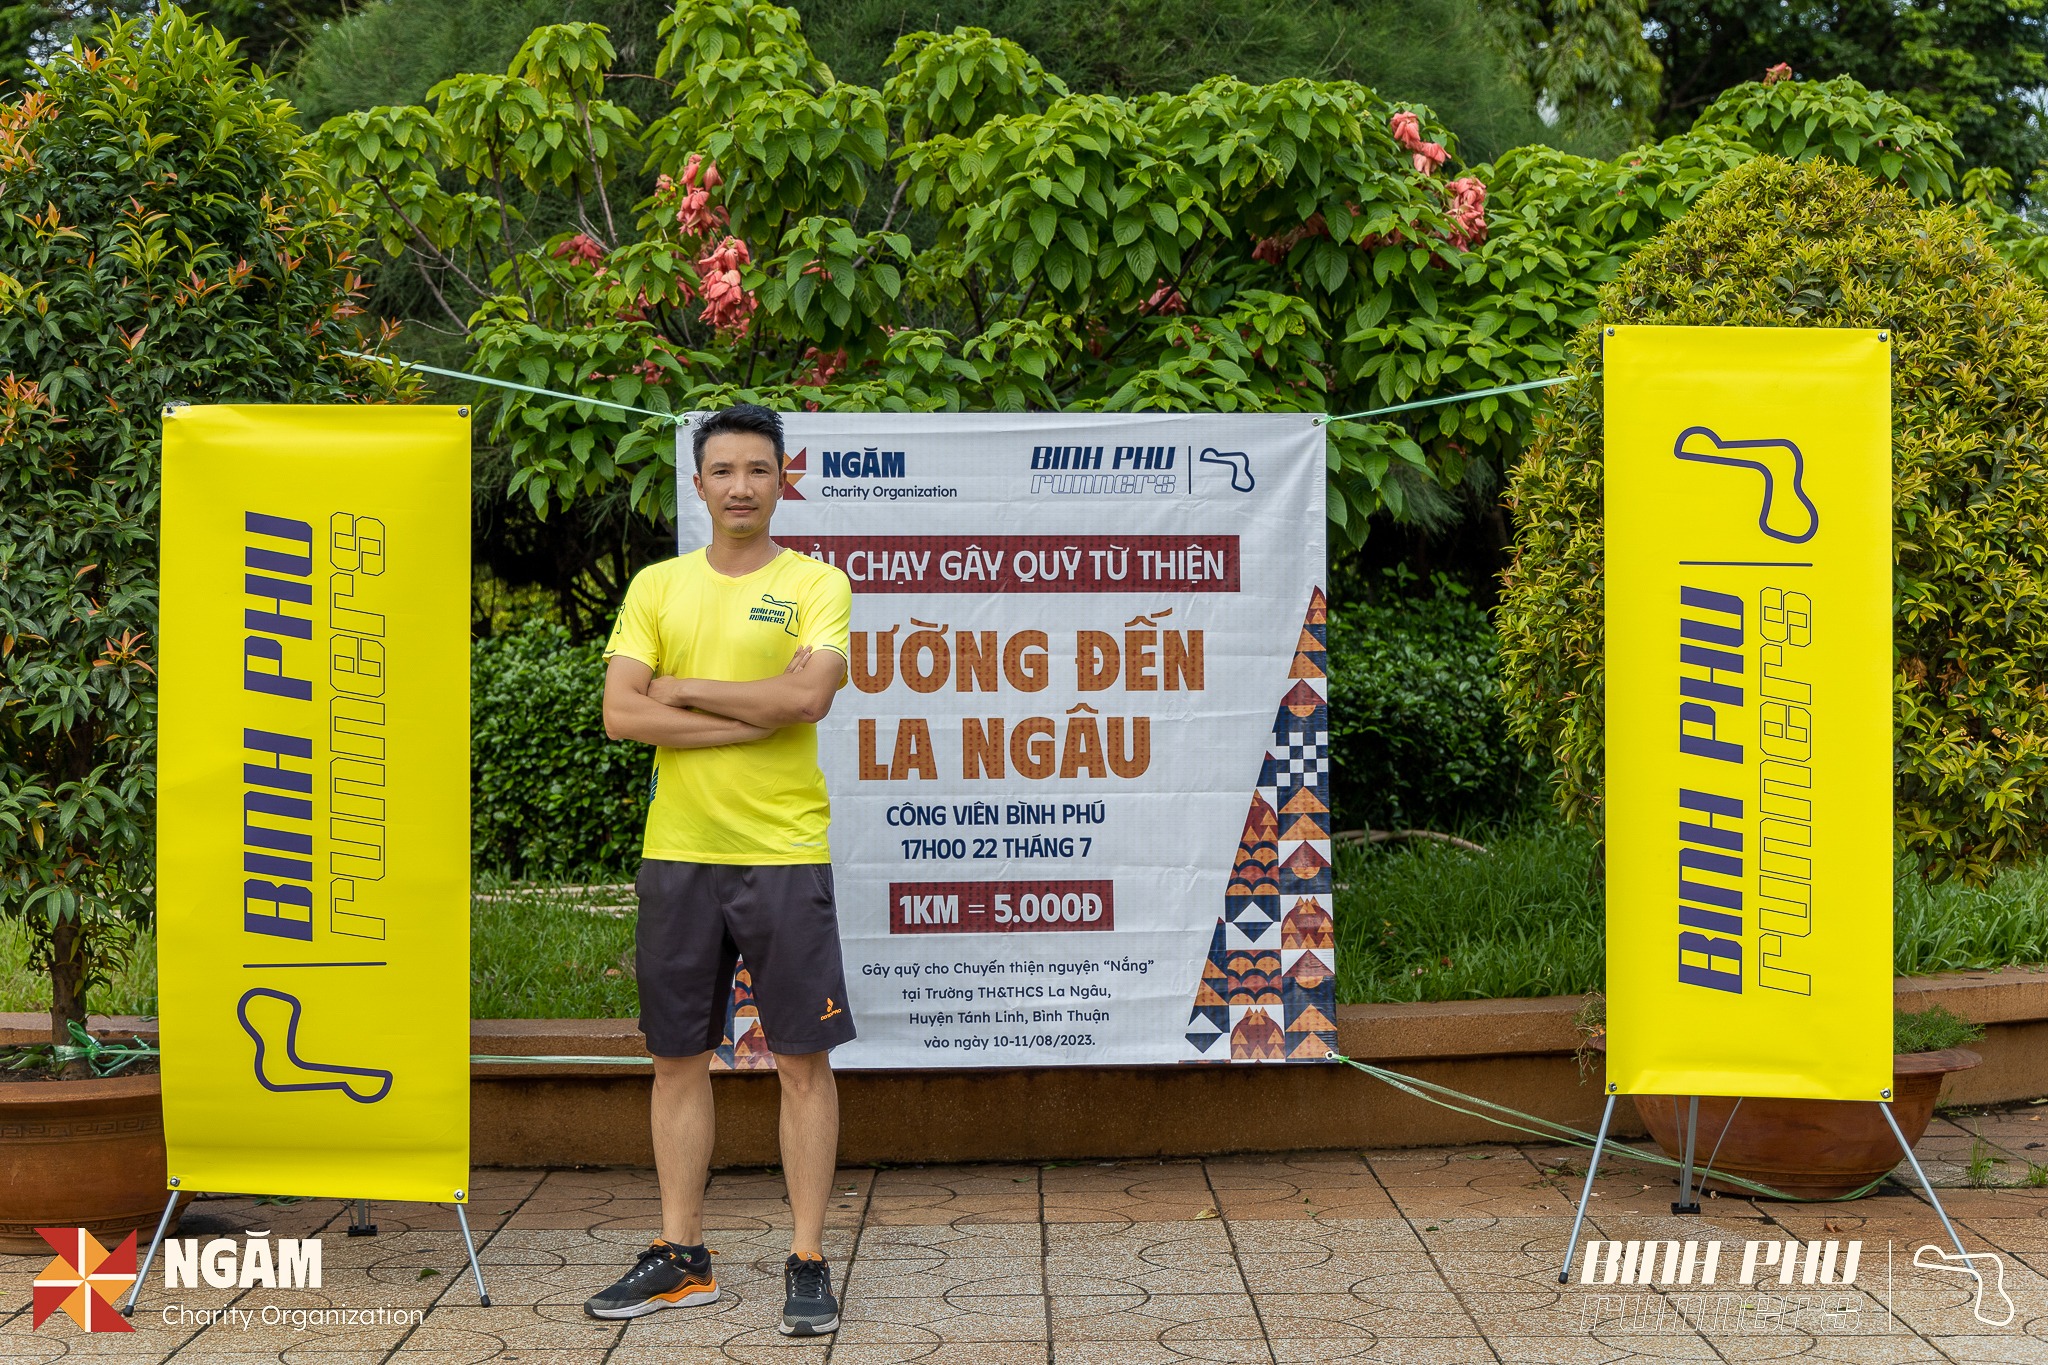 BINH PHU
runners
NGĂM
Charity Organization
BINH PHU
runners
CHẠY GÂY QUỸ TỪ THIỆN
ƯỜNG ĐẾN
LA NGÂU
CÔNG VIÊN BÌNH PHÚ
17H00 22 THÁNG 7
1KM = 5.000Đ
Gây quỹ cho Chuyến thiện nguyện “Nắng”
tại Trường TH&THCS La Ngâu,
Huyện Tánh Linh, Bình Thuận
vào ngày 10-11/08/2023.
BINH PHU
RUNNERS
DONEXPRO
BINH PHU
runners
NGĂM
Charity Organization
BINH PHU
runners